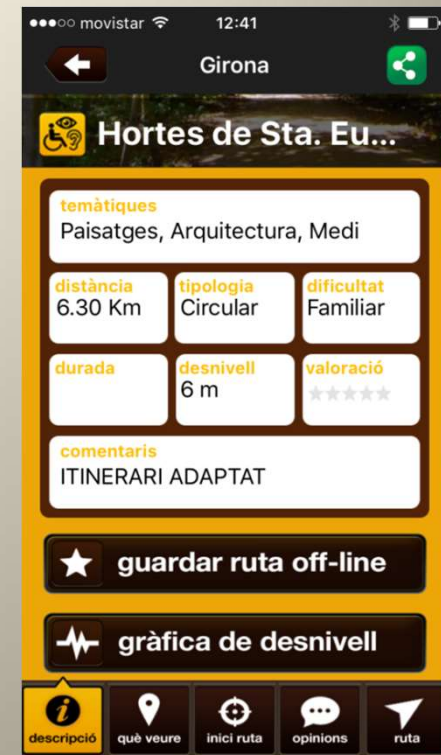 movistar 12:41
Girona
Hortes de Sta. Eu...
temàtiques
Paisatges, Arquitectura, Medi
distància tipologia dificultat
6.30 Km Circular Familiar
durada desnivell valoració
6 m
comentaris
ITINERARI ADAPTAT
guardar ruta off-line
gràfica de desnivell
descripció què veure inici ruta opinions ruta